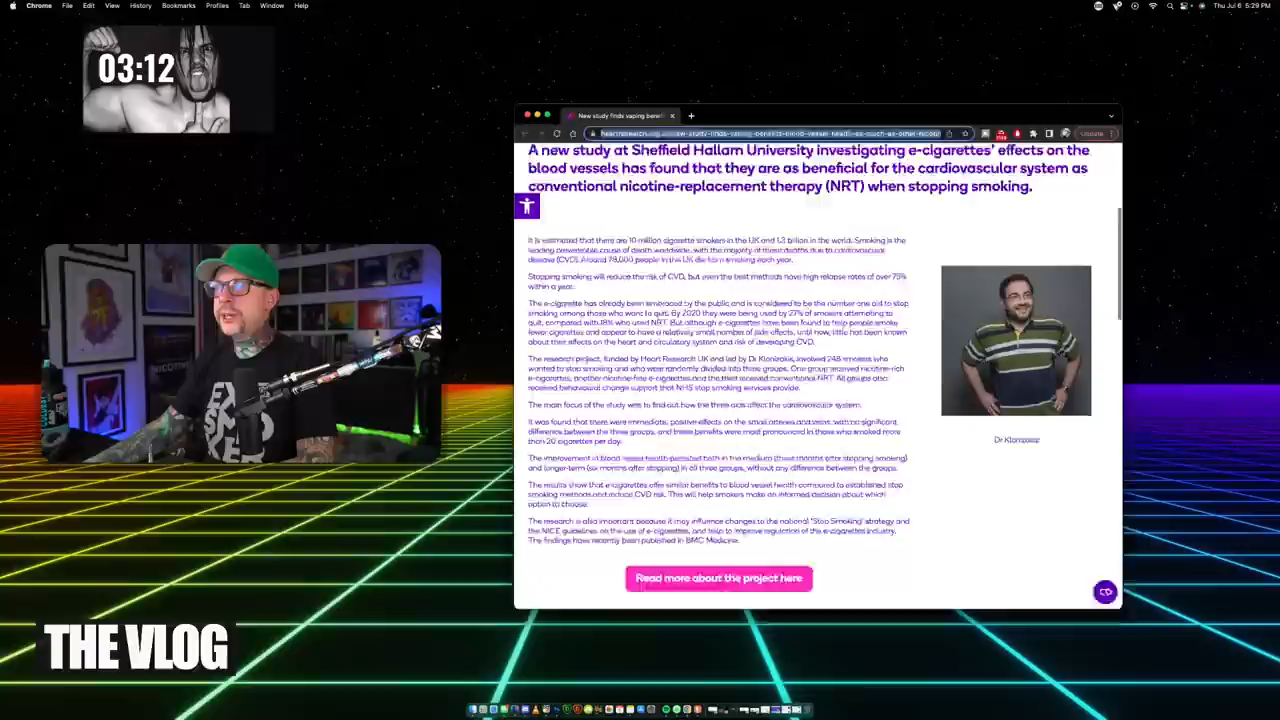 Chrome File Edit View History Bookmarks Profiles Tab Window Help
Thu Jul 6 5:29 PM
03:12
New study finds vaping benefi
Update
A new study at Sheffield Hallam University investigating e-cigarettes' effects on the
blood vessels has found that they are as beneficial for the cardiovascular system as
conventional nicotine-replacement therapy (NRT) when stopping smoking.
It is estimated that there are 10 million cigarette smokers in the UK and 1.3 billion in the world. Smoking is the
leading preventable cause of death worldwide, with the majority of these deaths due to cardiovascular
disease (CVD). Around 78,000 people in the UK die from smoking each year.
Stopping smoking will reduce the risk of CVD, but even the best methods have high relapse rates of over 75%
within a year.
The e-cigarette has already been embraced by the public and is considered to be the number one aid to stop
smoking among those who want to quit. By 2020 they were being used by 27% of smokers attempting to
quit, compared with 18% who used NRT. But although e-cigarettes have been found to help people smoke
fewer cigarettes and appear to have a relatively small number of side effects, until now, little has been known
about their effects on the heart and circulatory system and risk of developing CVD.
The research project, funded by Heart Research UK and led by Dr Klonizakis, involved 248 smokers who
wanted to stop smoking and who were randomly divided into three groups. One group received nicotine-rich
e-cigarettes, another nicotine-free e-cigarettes and the third received conventional NRT. All groups also
received behavioural change support that NHS stop smoking services provide.
The main focus of the study was to find out how the three aids affect the cardiovascular system.
It was found that there were immediate, positive effects on the small arteries and veins, with no significant
difference between the three groups, and these benefits were most pronounced in those who smoked more
than 20 cigarettes per day.
The improvement in blood vessel health persisted both in the medium (three months after stopping smoking)
and longer-term (six months after stopping) in all three groups, without any difference between the groups.
The results show that e-cigarettes offer similar benefits to blood vessel health compared to established stop
smoking methods and reduce CVD risk. This will help smokers make an informed decision about which
option to choose.
The research is also important because it may influence changes to the national 'Stop Smoking' strategy and
the NICE guidelines on the use of e-cigarettes, and help to improve regulation of the e-cigarettes industry.
The findings have recently been published in BMC Medicine.
Read more about the project here
THE VLOG